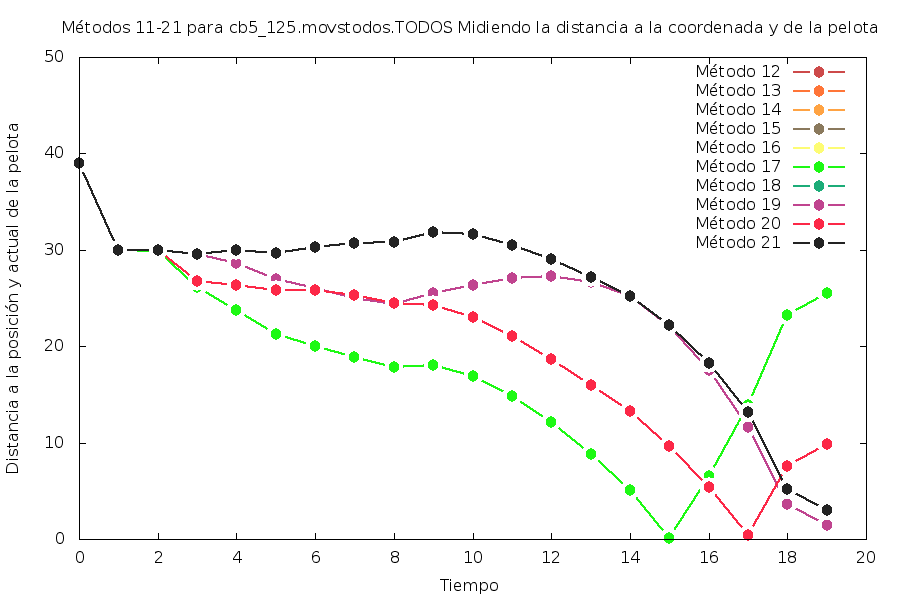 Métodos 11-21 para cb5_125.movstodos.TODOS Midiendo la distancia a la coordenada y de la pelota
Distancia a la posición y actual de la pelota
50
40
30
20
10
0
Método 12
Método 13
Método 14
Método 15
Método 16
Método 17
Método 18
Método 19
Método 20
Método 21
0 2 4 6 8 10 12 14 16 18 20
Tiempo